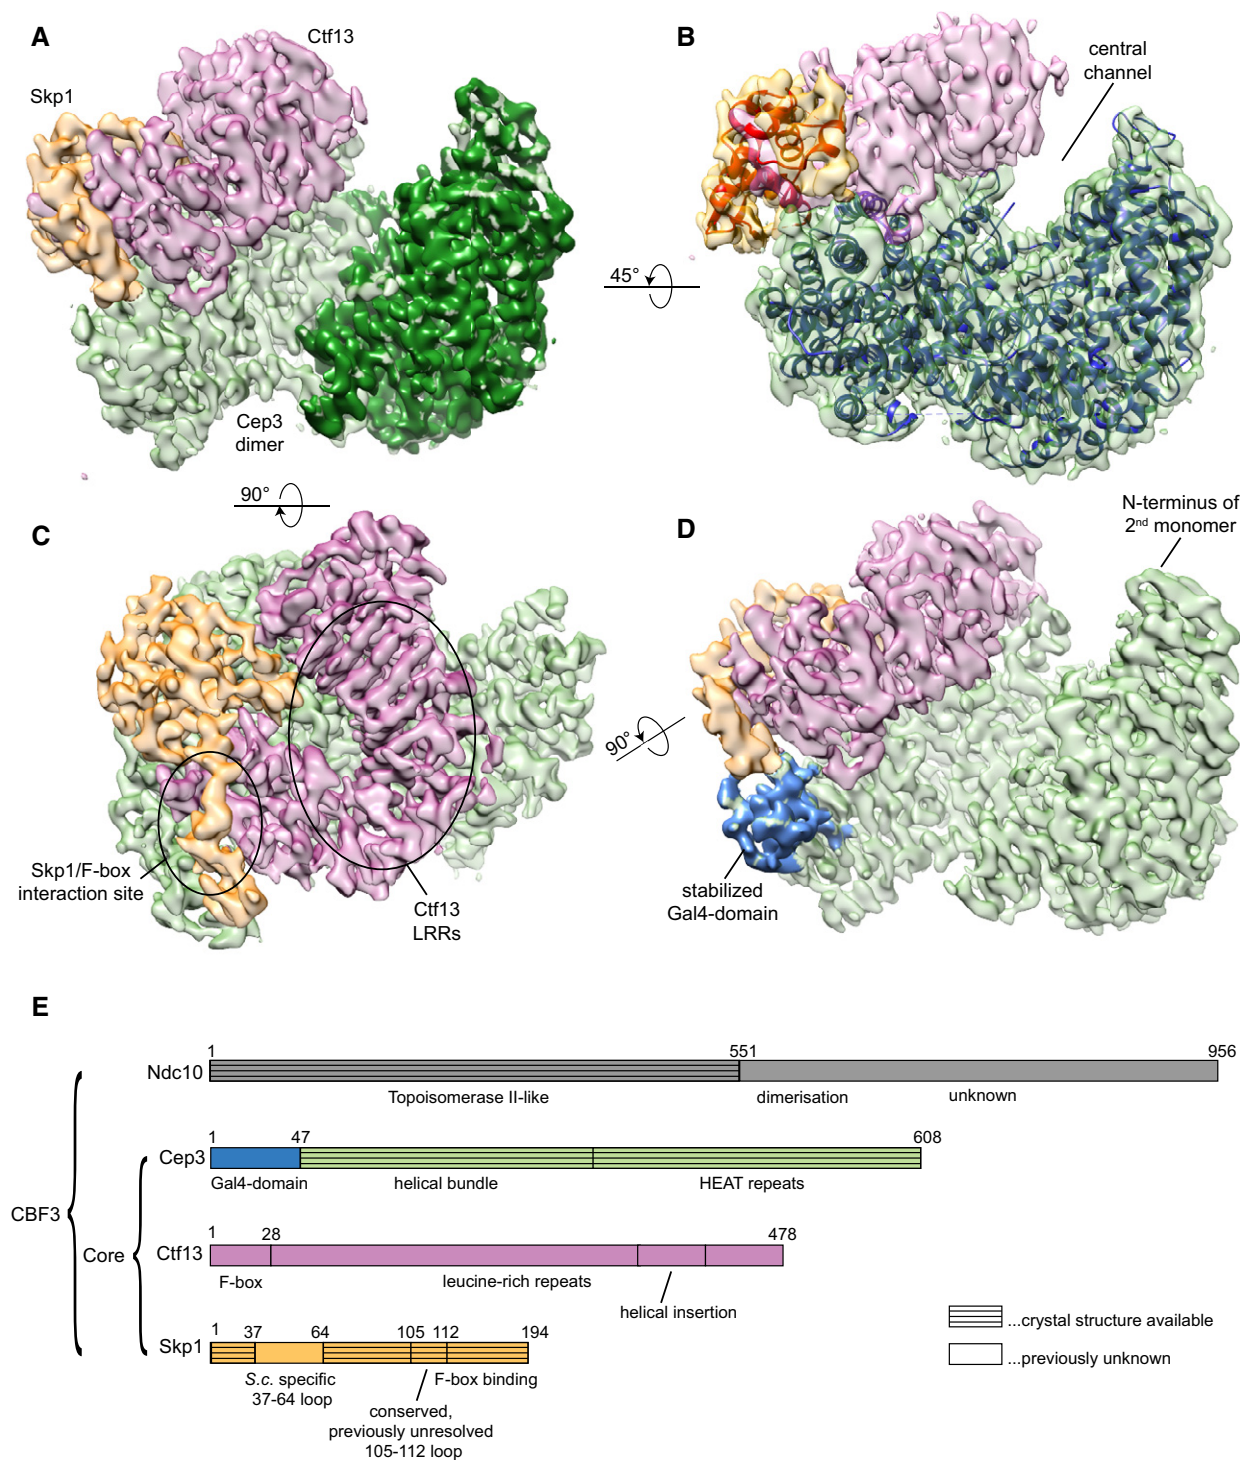 A
Ctf13
Skp1
Cep3
dimer
B
central
channel
45°
90°
C
Skp1/F-box
interaction site
Ctf13
LRRs
D
N-terminus of
2nd monomer
90°
stabilized
Gal4-domain
E
1 551 956
Ndc10
Topoisomerase II-like dimerisation unknown
1 47 608
Cep3
Gal4-domain helical bundle HEAT repeats
CBF3
Core
1 28 478
Ctf13
F-box leucine-rich repeats
helical insertion
1 37 64 105 112 194
Skp1
S.c. specific
37-64 loop
F-box binding
conserved,
previously unresolved
105-112 loop
...crystal structure available
...previously unknown